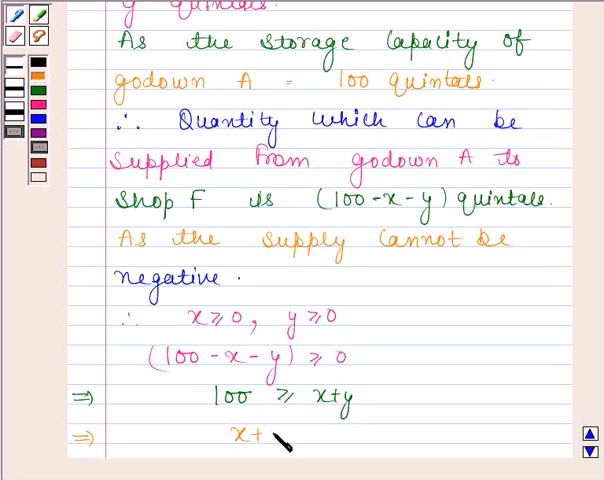 y quintals.
As the storage capacity of
godown A = 100 quintals.
∴ Quantity which can be
supplied from godown A to
shop F is (100-x-y) quintals.
As the supply cannot be
negative.
∴ x ⩾ 0, y ⩾ 0
(100-x-y) ⩾ 0
⇒ 100 ⩾ x+y
⇒ x+